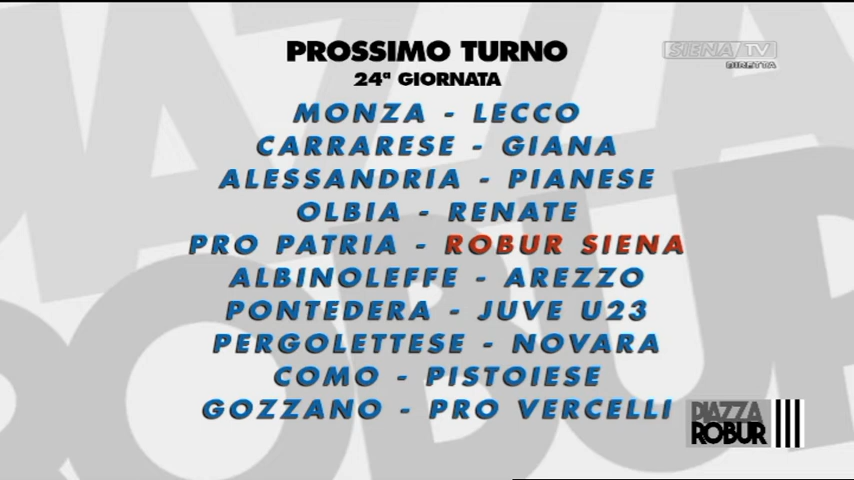 PROSSIMO TURNO
SIENA TV
DIRETTA
24ª GIORNATA
MONZA - LECCO
CARRARESE - GIANA
ALESSANDRIA - PIANESE
OLBIA - RENATE
PRO PATRIA - ROBUR SIENA
ALBINOLEFFE - AREZZO
PONTEDERA - JUVE U23
PERGOLETTESE - NOVARA
COMO - PISTOIESE
GOZZANO - PRO VERCELLI
PIAZZA
ROBUR